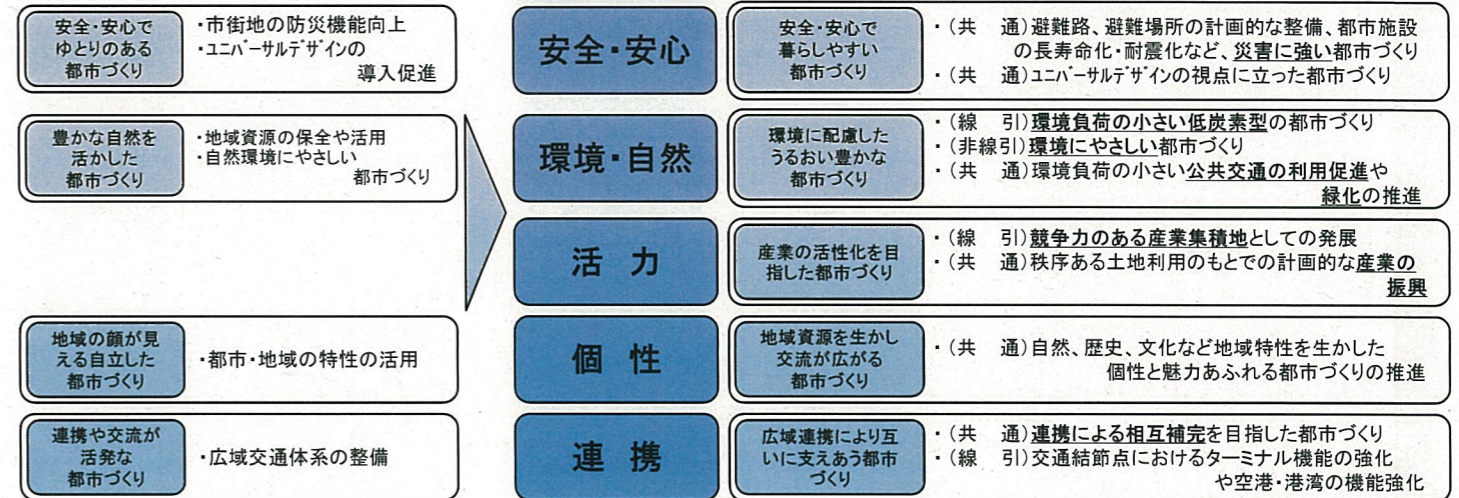 安全・安心で
ゆとりのある
都市づくり
・市街地の防災機能向上
・ユニバーサルデザインの
導入促進
豊かな自然を
活かした
都市づくり
・地域資源の保全や活用
・自然環境にやさしい
都市づくり
地域の顔が見
える自立した
都市づくり
・都市・地域の特性の活用
連携や交流が
活発な
都市づくり
・広域交通体系の整備
安全・安心
安全・安心で
暮らしやすい
都市づくり
・(共　通)避難路、避難場所の計画的な整備、都市施設
の長寿命化・耐震化など、災害に強い都市づくり
・(共　通)ユニバーサルデザインの視点に立った都市づくり
環境・自然
環境に配慮した
うるおい豊かな
都市づくり
・(線　引)環境負荷の小さい低炭素型の都市づくり
・(非線引)環境にやさしい都市づくり
・(共　通)環境負荷の小さい公共交通の利用促進や
緑化の推進
活　力
産業の活性化を目
指した都市づくり
・(線　引)競争力のある産業集積地としての発展
・(共　通)秩序ある土地利用のもとでの計画的な産業の
振興
個　性
地域資源を生かし
交流が広がる
都市づくり
・(共　通)自然、歴史、文化など地域特性を生かした
個性と魅力あふれる都市づくりの推進
連　携
広域連携により互
いに支えあう都市
づくり
・(共　通)連携による相互補完を目指した都市づくり
・(線　引)交通結節点におけるターミナル機能の強化
や空港・港湾の機能強化